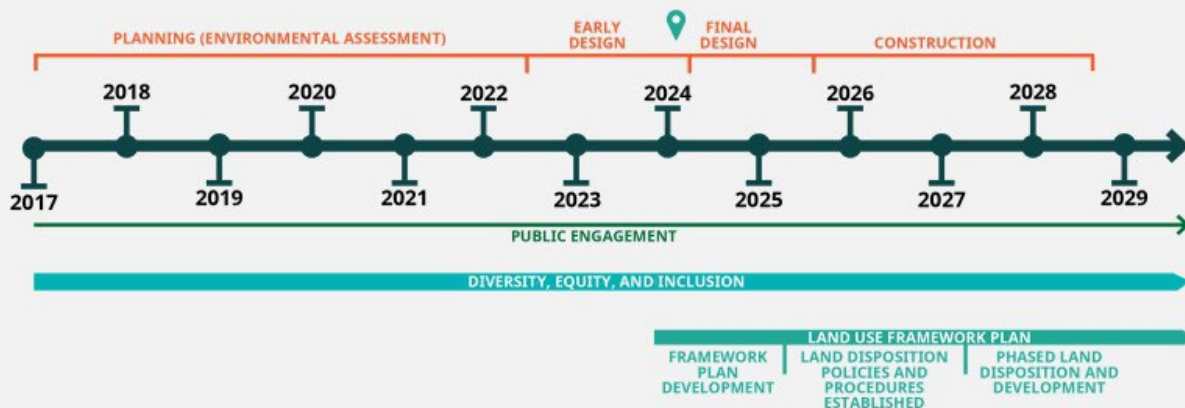 PLANNING (ENVIRONMENTAL ASSESSMENT)
EARLY
DESIGN
FINAL
DESIGN
CONSTRUCTION
2018
2020
2022
2024
2026
2028
2017
2019
2021
2023
2025
2027
2029
PUBLIC ENGAGEMENT
DIVERSITY, EQUITY, AND INCLUSION
LAND USE FRAMEWORK PLAN
FRAMEWORK
PLAN
DEVELOPMENT
LAND DISPOSITION
POLICIES AND
PROCEDURES
ESTABLISHED
PHASED LAND
DISPOSITION AND
DEVELOPMENT